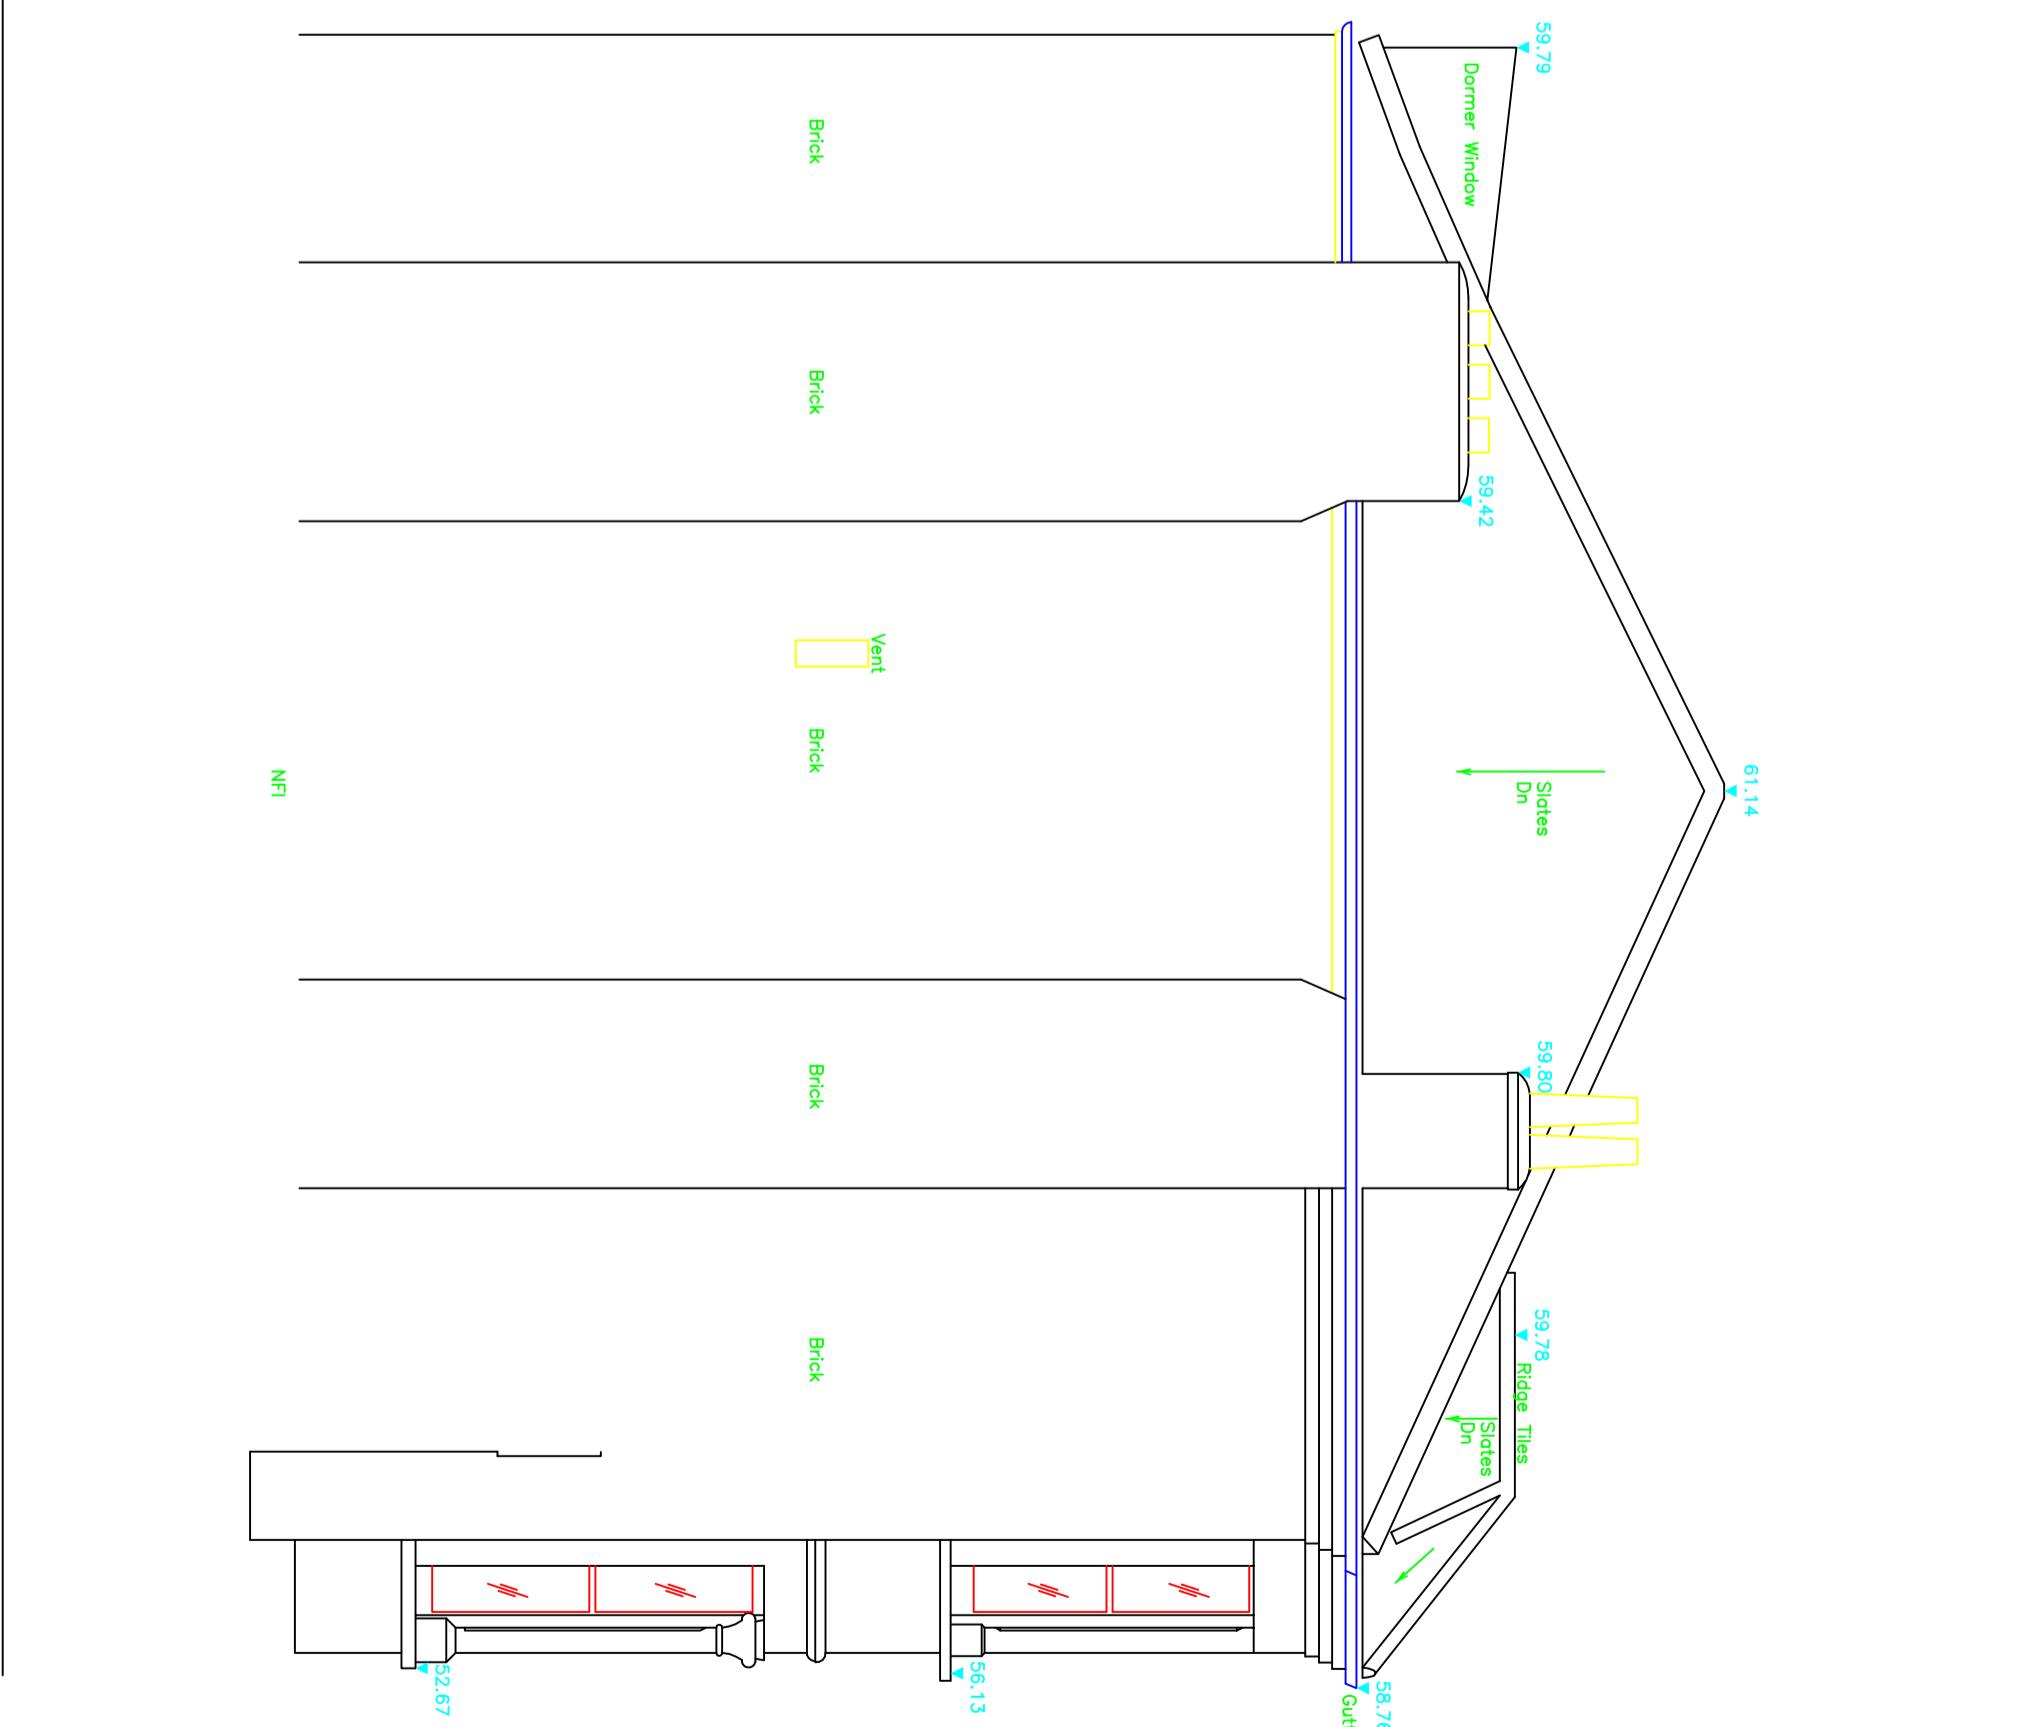 61.14
59.79
Slates
Dn
59.80
59.78
Ridge Tiles
Slates
Dn
59.42
Dormer Window
56.13
Vent
Brick
Brick
Brick
Brick
Brick
52.67
NFI